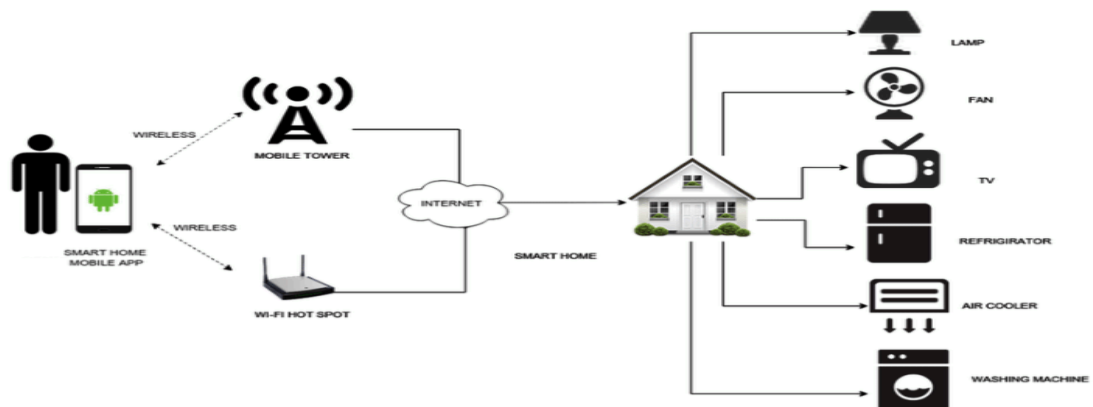 WIRELESS
MOBILE TOWER
SMART HOME
MOBILE APP
WIRELESS
WI-FI HOT SPOT
INTERNET
SMART HOME
LAMP
FAN
TV
REFRIGIRATOR
AIR COOLER
WASHING MACHINE